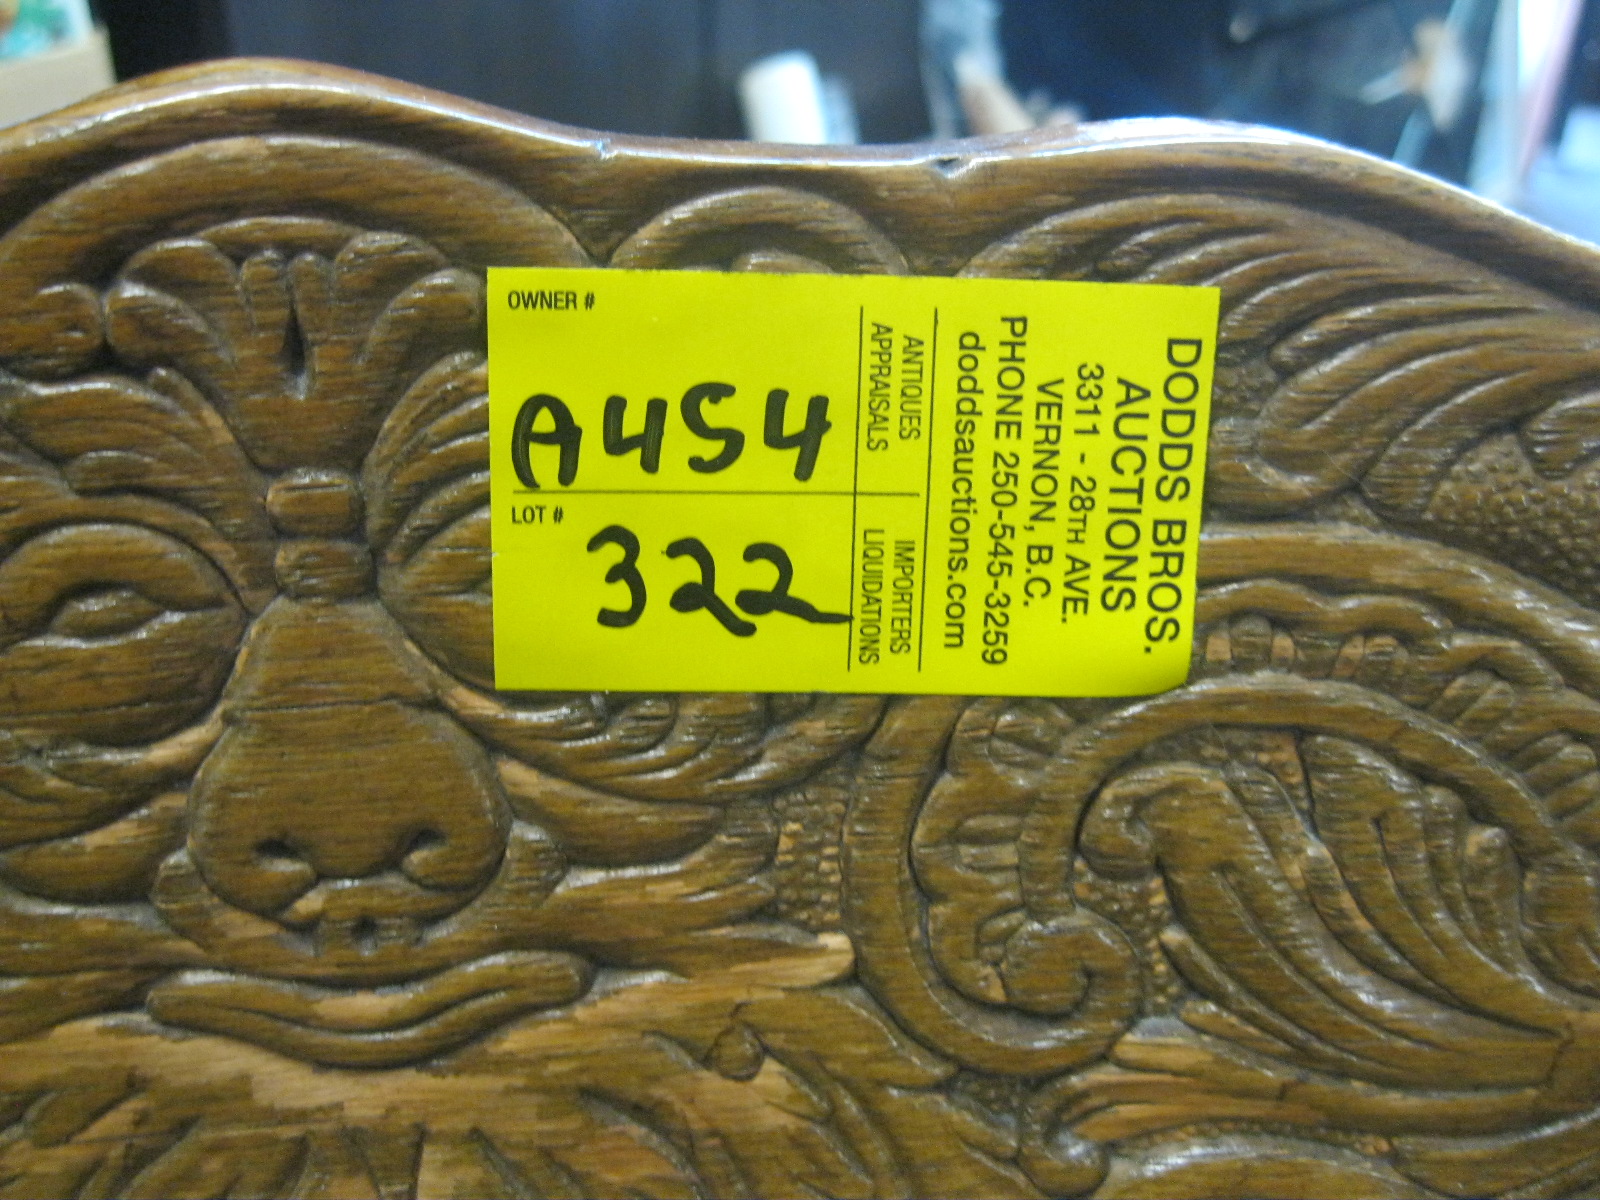 OWNER #
A454
LOT #
322
DODDS BROS.
AUCTIONS
3311 - 28TH AVE.
VERNON, B.C.
PHONE 250-545-3259
doddsauctions.com
ANTIQUES
APPRAISALS
IMPORTERS
LIQUIDATIONS